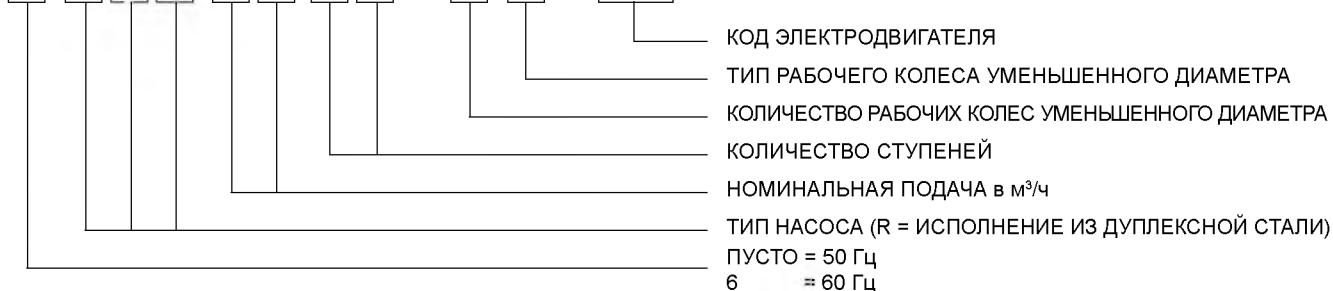 КОД ЭЛЕКТРОДВИГАТЕЛЯ
ТИП РАБОЧЕГО КОЛЕСА УМЕНЬШЕННОГО ДИАМЕТРА
КОЛИЧЕСТВО РАБОЧИХ КОЛЕС УМЕНЬШЕННОГО ДИАМЕТРА
КОЛИЧЕСТВО СТУПЕНЕЙ
НОМИНАЛЬНАЯ ПОДАЧА в м³/ч
ТИП НАСОСА (R = ИСПОЛНЕНИЕ ИЗ ДУПЛЕКСНОЙ СТАЛИ)
ПУСТО = 50 Гц
6 = 60 Гц